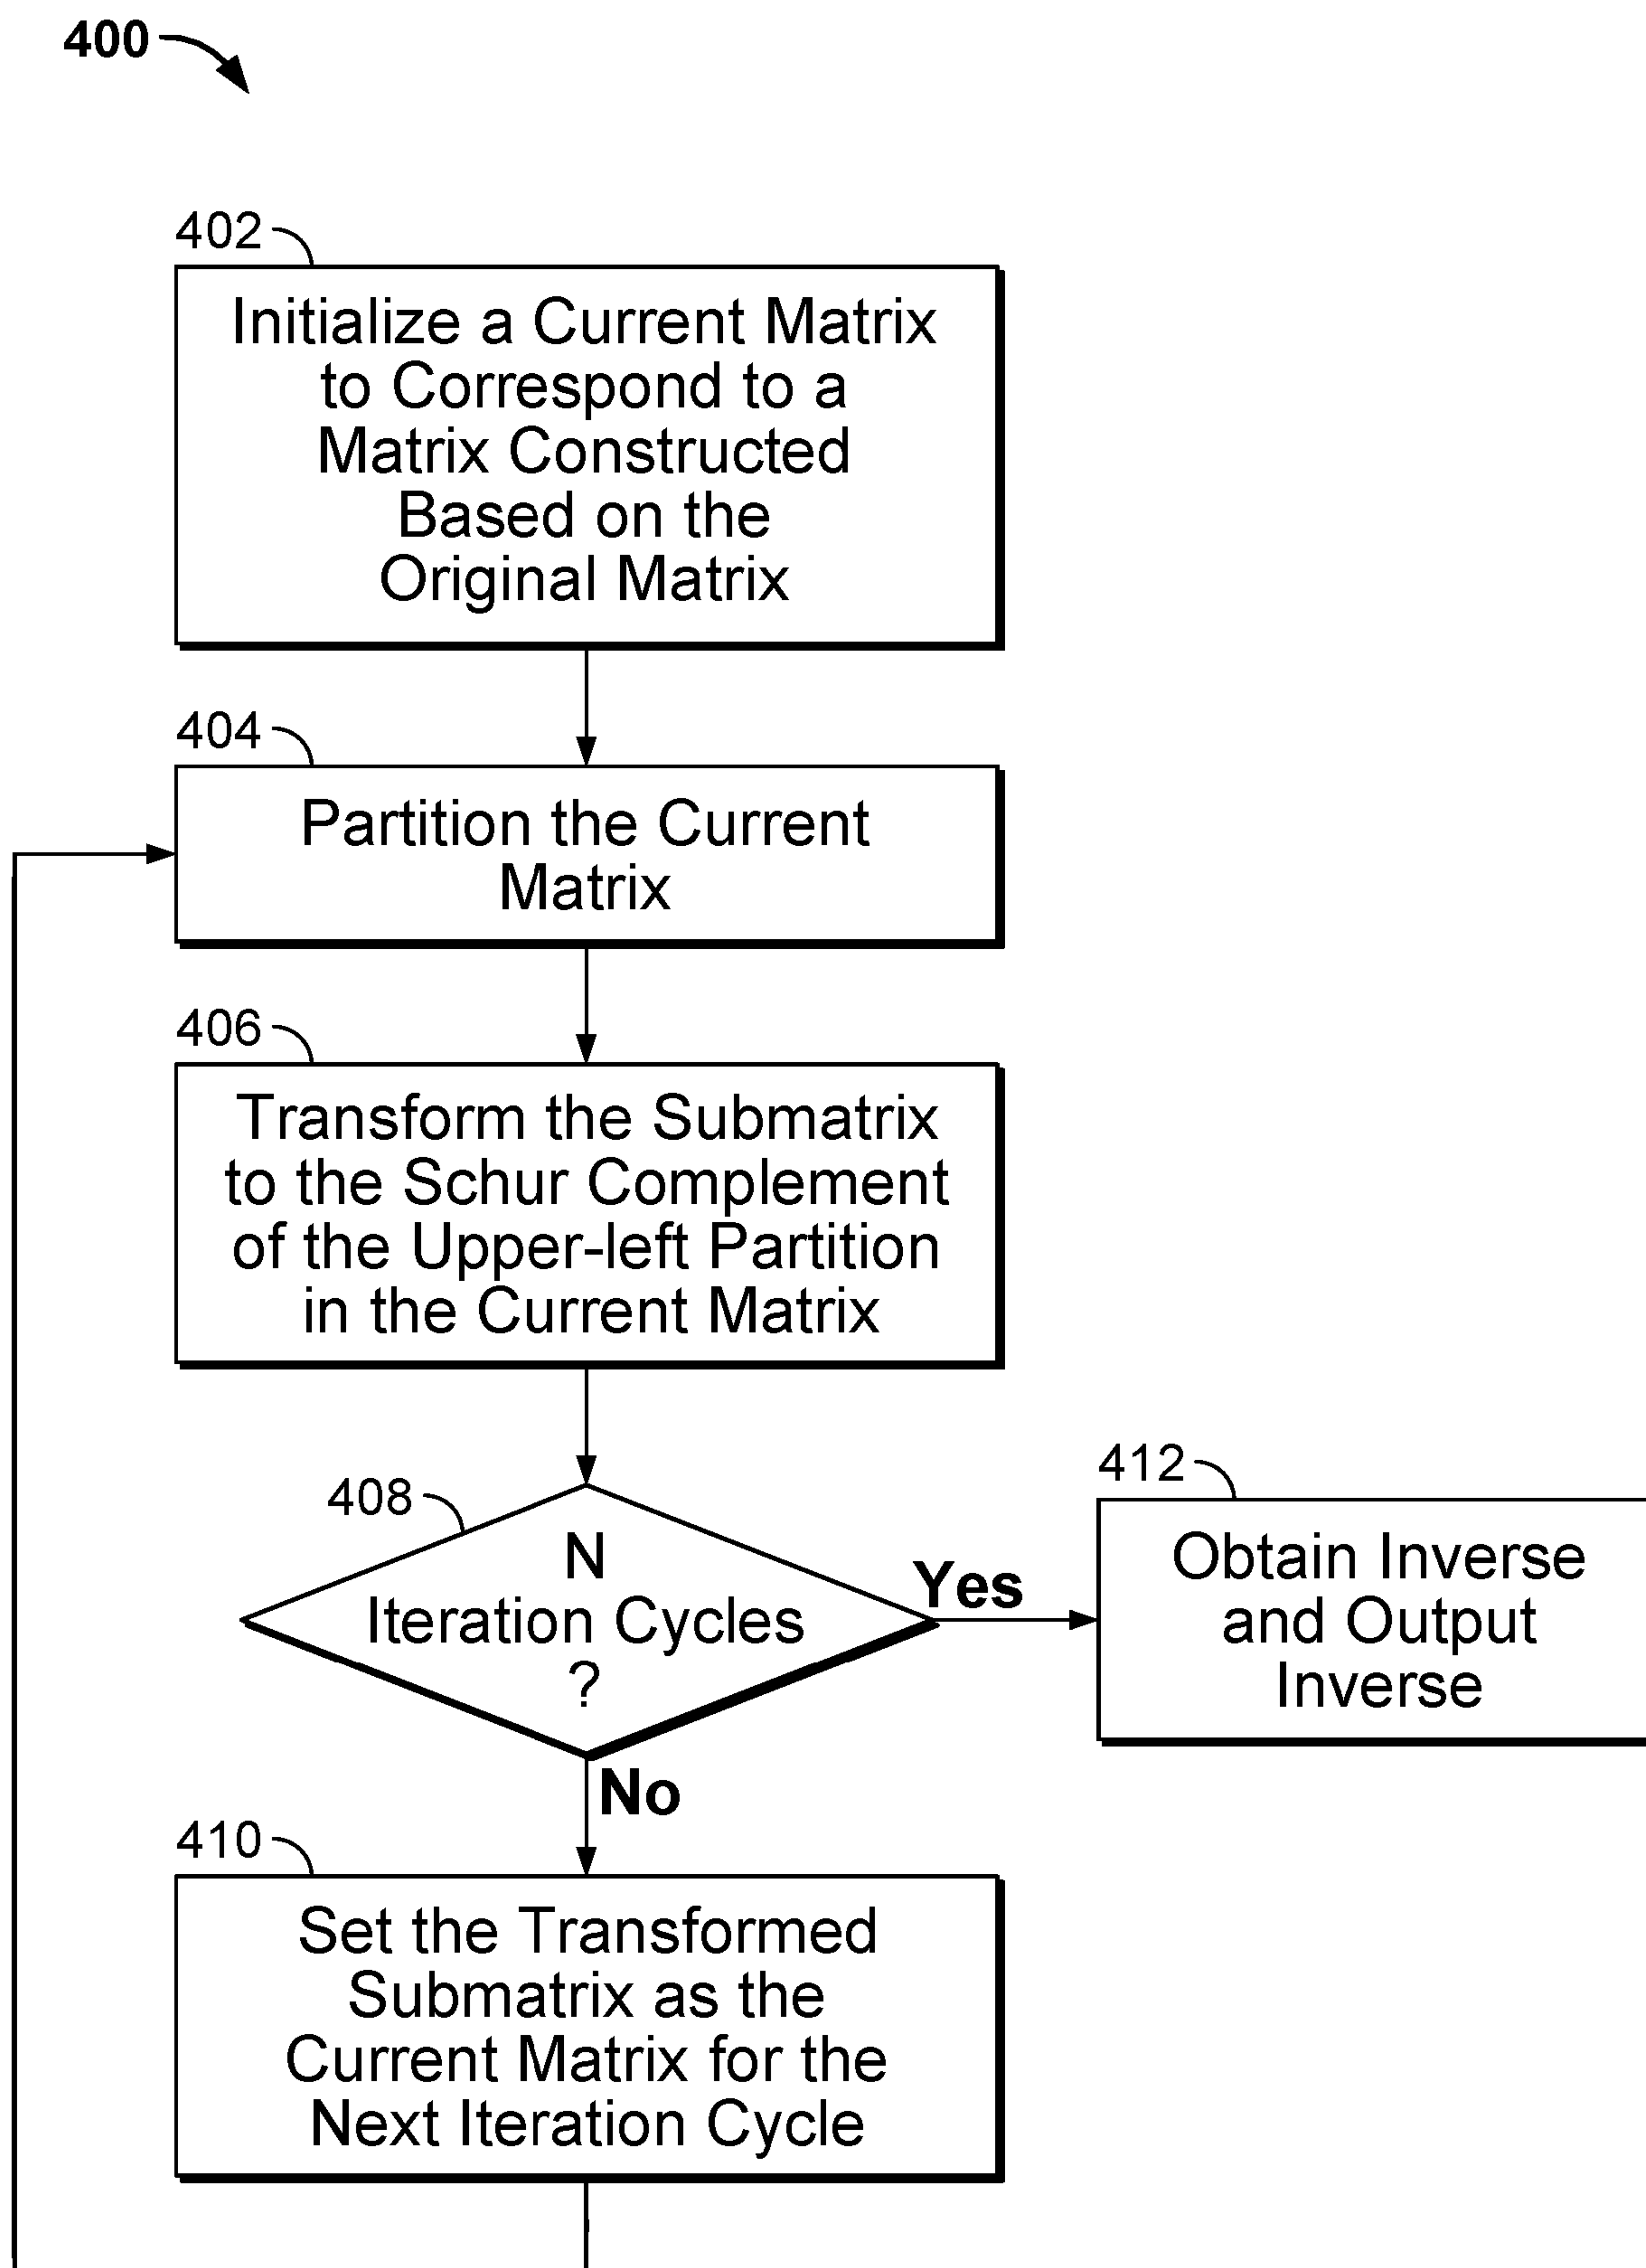 400
402
Initialize a Current Matrix
to Correspond to a
Matrix Constructed
Based on the
Original Matrix
404
Partition the Current
Matrix
406
Transform the Submatrix
to the Schur Complement
of the Upper-left Partition
in the Current Matrix
408
N
Iteration Cycles
?
Yes
412
Obtain Inverse
and Output
Inverse
No
410
Set the Transformed
Submatrix as the
Current Matrix for the
Next Iteration Cycle